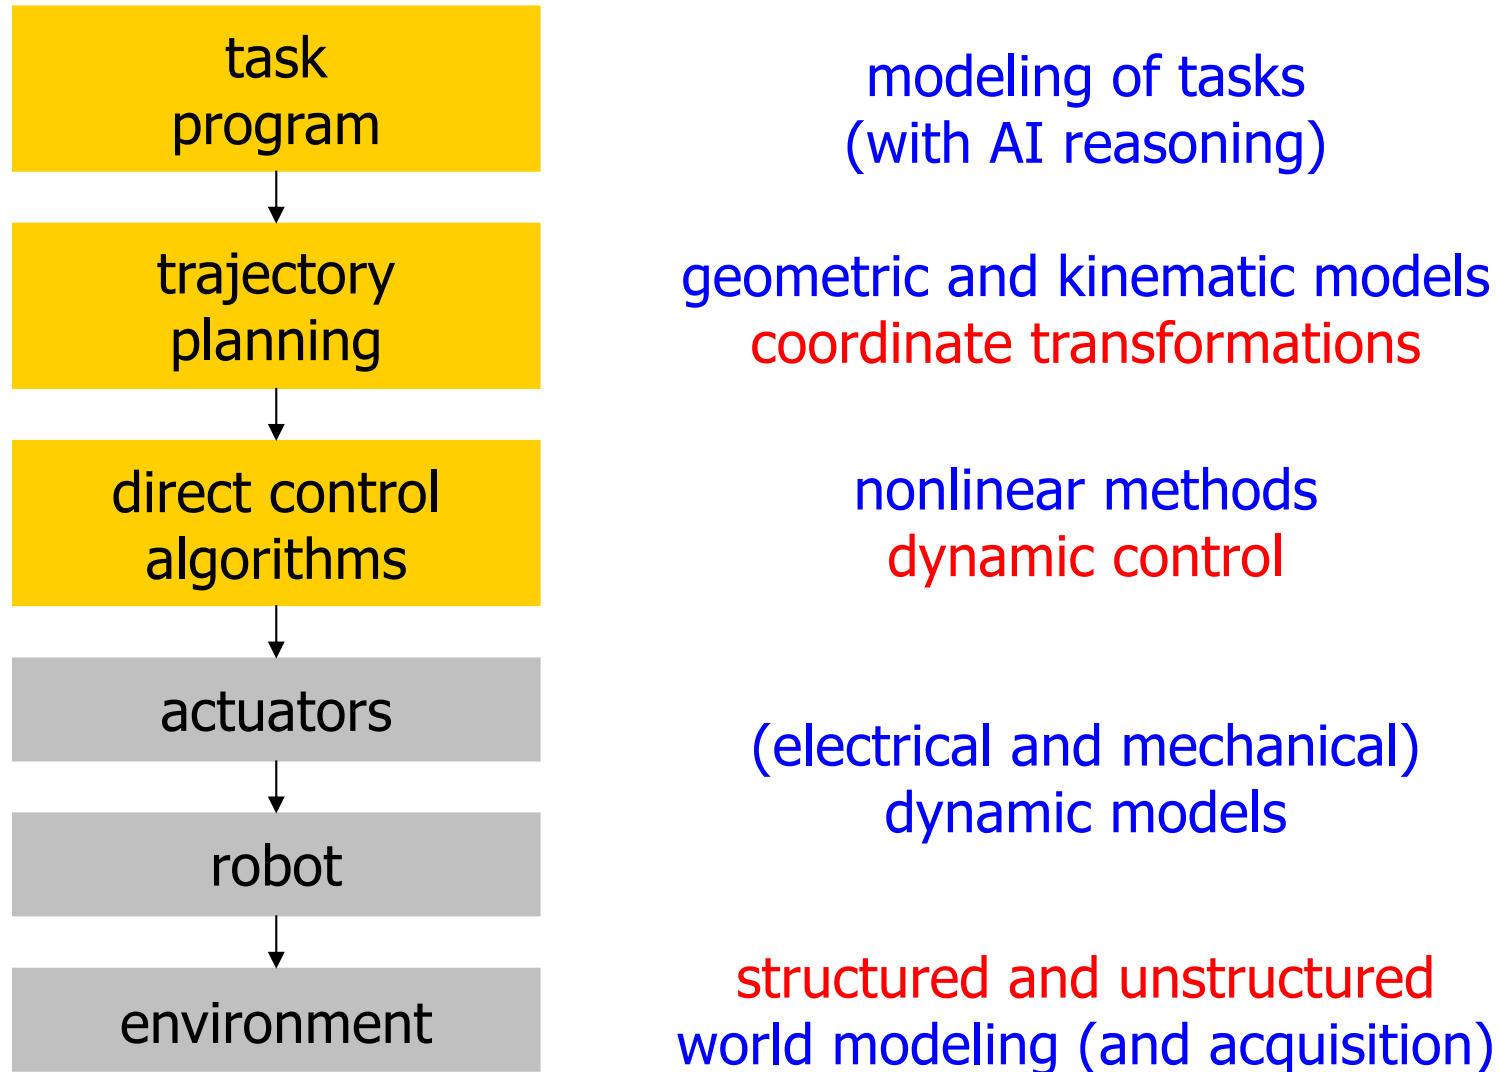 task
program
modeling of tasks
(with AI reasoning)
trajectory
planning
geometric and kinematic models
coordinate transformations
direct control
algorithms
nonlinear methods
dynamic control
actuators
(electrical and mechanical)
dynamic models
robot
environment
structured and unstructured
world modeling (and acquisition)